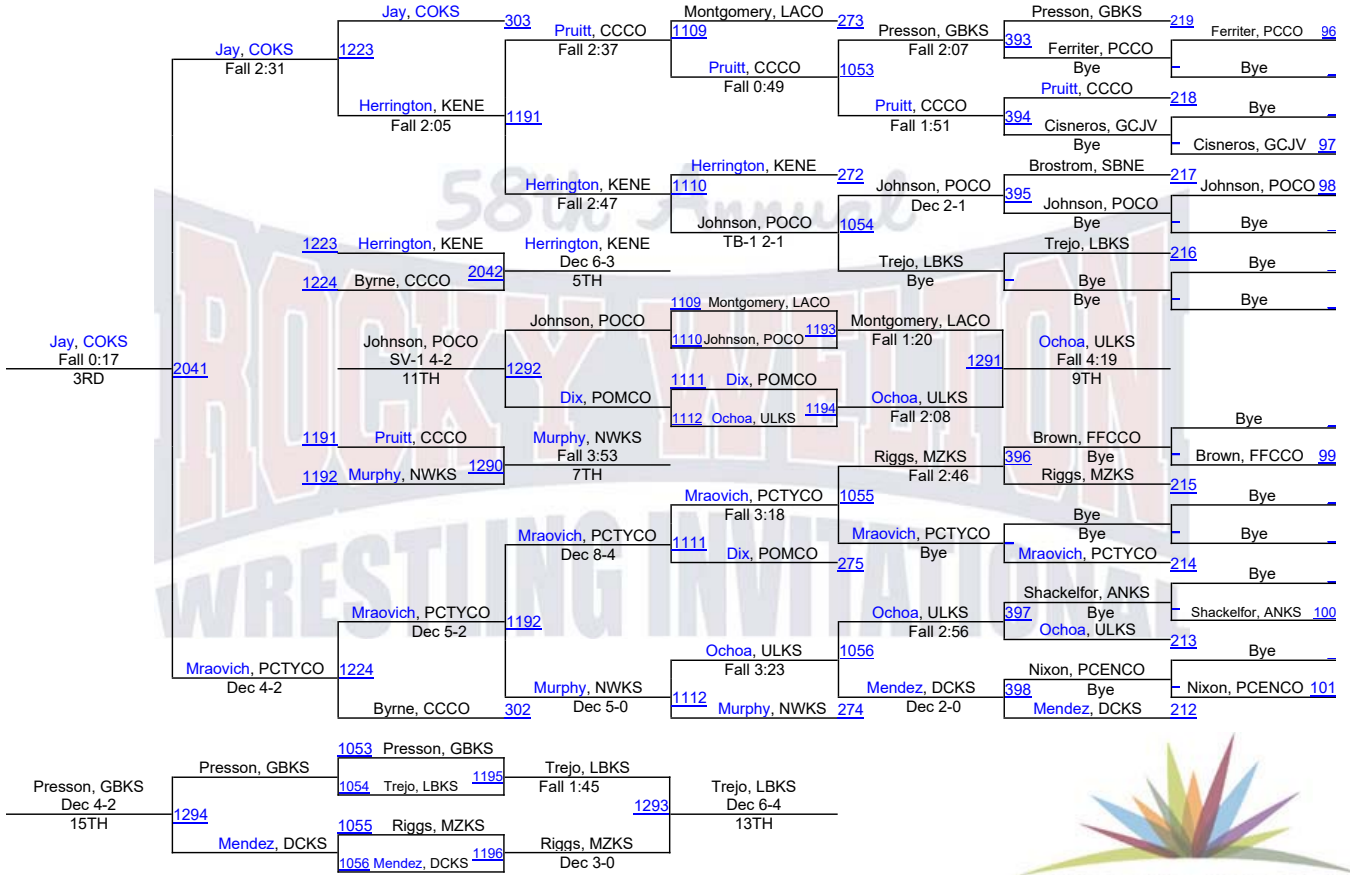 Jay, COKS
303
Montgomery, LACO
273
Presson, GBKS
219
Ferriter, PCCO 96
Pruitt, CCCO
Fall 2:37
1109
Presson, GBKS
Fall 2:07
393
Ferriter, PCCO
Bye
Bye
Jay, COKS
Fall 2:31
1223
Pruitt, CCCO
Fall 0:49
1053
Pruitt, CCCO
218
Bye
Herrington, KENE
Fall 2:05
1191
Pruitt, CCCO
Fall 1:51
394
Cisneros, GCJV
Bye
Cisneros, GCJV 97
58th Annual
Herrington, KENE
272
Brostrom, SBNE
217
Johnson, POCO 98
Herrington, KENE
Fall 2:47
1110
Johnson, POCO
Dec 2-1
395
Johnson, POCO
Bye
Bye
Johnson, POCO
TB-1 2-1
1054
Trejo, LBKS
216
Bye
1223 Herrington, KENE
Herrington, KENE
Dec 6-3
5TH
2042
1224 Byrne, CCCO
Trejo, LBKS
Bye
Bye
Bye
Bye
ROCKY WELTON
1109 Montgomery, LACO
Johnson, POCO
1110 Johnson, POCO
1193
Montgomery, LACO
Fall 1:20
Jay, COKS
Fall 0:17
3RD
2041
Johnson, POCO
SV-1 4-2
11TH
1292
1291
Ochoa, ULKS
Fall 4:19
9TH
1111 Dix, POMCO
Dix, POMCO
1112 Ochoa, ULKS
1194
Ochoa, ULKS
Fall 2:08
1191 Pruitt, CCCO
Murphy, NWKS
Fall 3:53
7TH
1290
1192 Murphy, NWKS
Bye
Brown, FFCCO
Bye
Brown, FFCCO 99
Riggs, MZKS
Fall 2:46
396
Riggs, MZKS
215
Mraovich, PCTYCO
Fall 3:18
1055
Bye
Bye
Bye
Bye
Mraovich, PCTYCO
Dec 8-4
1111
Mraovich, PCTYCO
Bye
Dix, POMCO
275
Mraovich, PCTYCO
214
WRESTLING INVITATIONAL
Bye
Shackelfor, ANKS
Bye
Shackelfor, ANKS 100
Mraovich, PCTYCO
Dec 5-2
1192
Ochoa, ULKS
Fall 2:56
397
Ochoa, ULKS
213
Ochoa, ULKS
Fall 3:23
1056
Bye
Mraovich, PCTYCO
Dec 4-2
1224
Nixon, PCENCO
Bye
Nixon, PCENCO 101
Murphy, NWKS
Dec 5-0
1112
Mendez, DCKS
Dec 2-0
398
Byrne, CCCO
302
Murphy, NWKS
274
Mendez, DCKS
212
1053 Presson, GBKS
Presson, GBKS
1054 Trejo, LBKS
1195
Trejo, LBKS
Fall 1:45
Presson, GBKS
Dec 4-2
15TH
1294
1293
Trejo, LBKS
Dec 6-4
13TH
1055 Riggs, MZKS
Mendez, DCKS
1056 Mendez, DCKS
1196
Riggs, MZKS
Dec 3-0